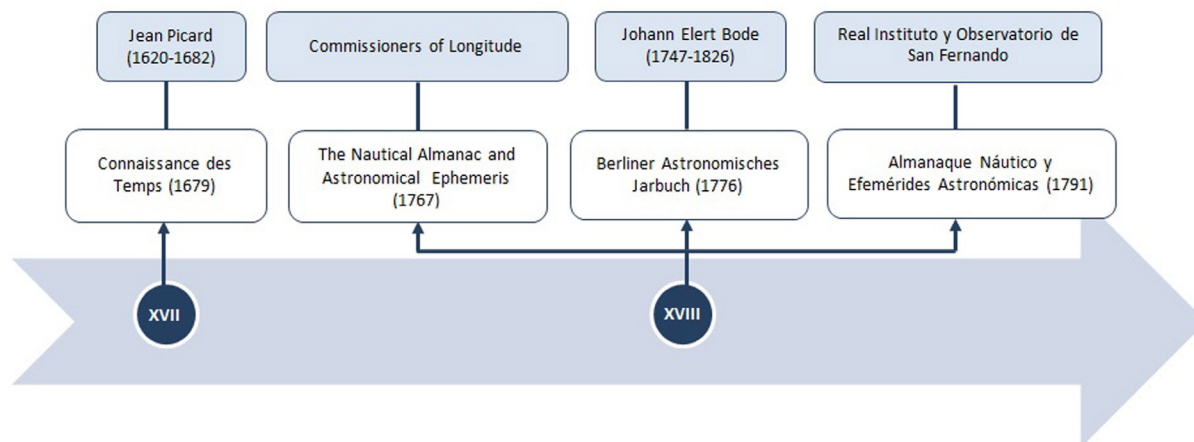 Jean Picard
(1620-1682)
Commissioners of Longitude
Johann Elert Bode
(1747-1826)
Real Instituto y Observatorio de
San Fernando
Connaissance des
Temps (1679)
The Nautical Almanac and
Astronomical Ephemeris
(1767)
Berliner Astronomisches
Jarbuch (1776)
Almanaque Náutico y
Efemérides Astronómicas (1791)
XVII
XVIII